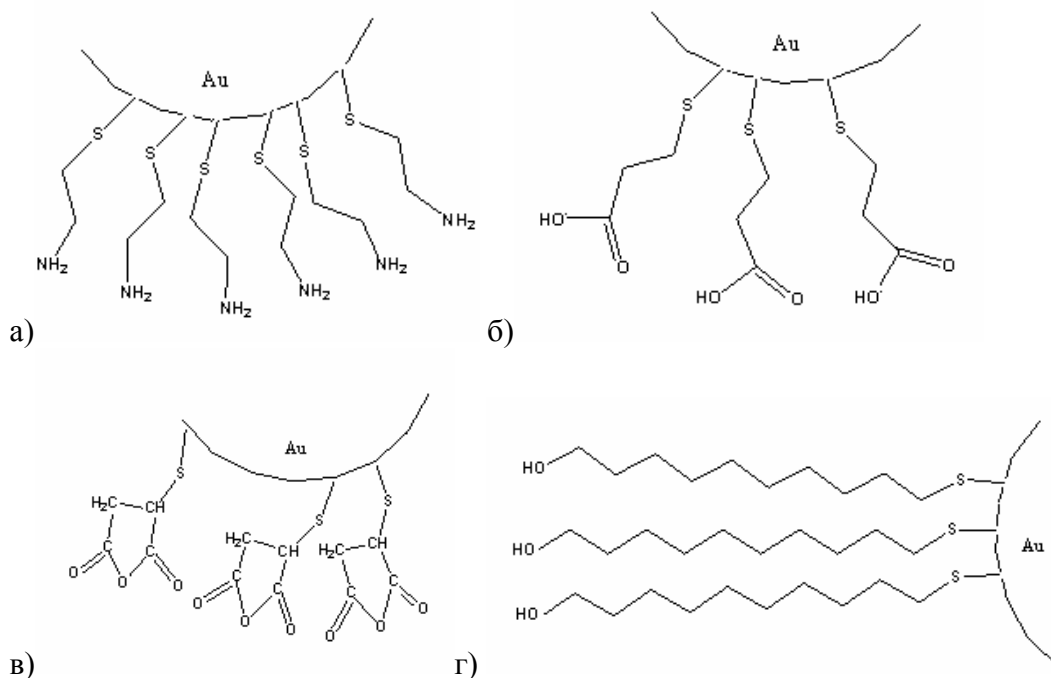 Au
S
S
S S S
S
NH₂
NH₂ NH₂
NH₂ NH₂
NH₂
а)
Au
S
S S
HO
O O
HO O HO
б)
Au
S
S
H₂C CH
S
H₂C CH H₂C CH
C C
O O O
C C C C
O O O O
O O O O
в)
HO S
HO S Au
HO S
г)